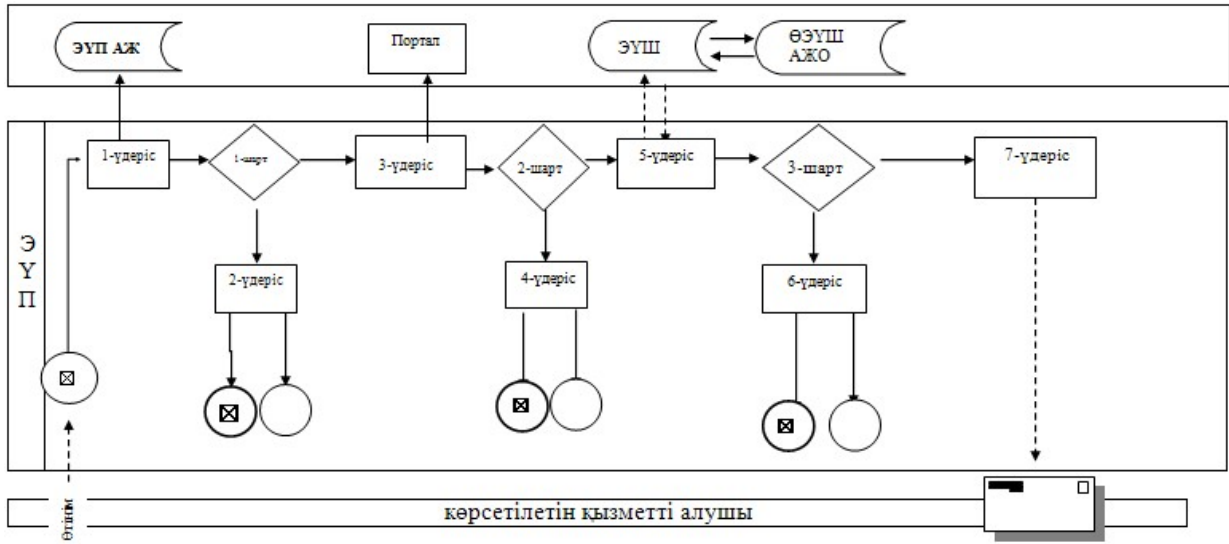 ЭҮП АЖ
Портал
ЭҮШ
ӨЭҮШ
АЖО
1-үдеріс
1-шарт
3-үдеріс
2-шарт
5-үдеріс
3-шарт
7-үдеріс
Э
Ү
П
2-үдеріс
4-үдеріс
6-үдеріс
Өтінім
көрсетілетін қызметті алушы